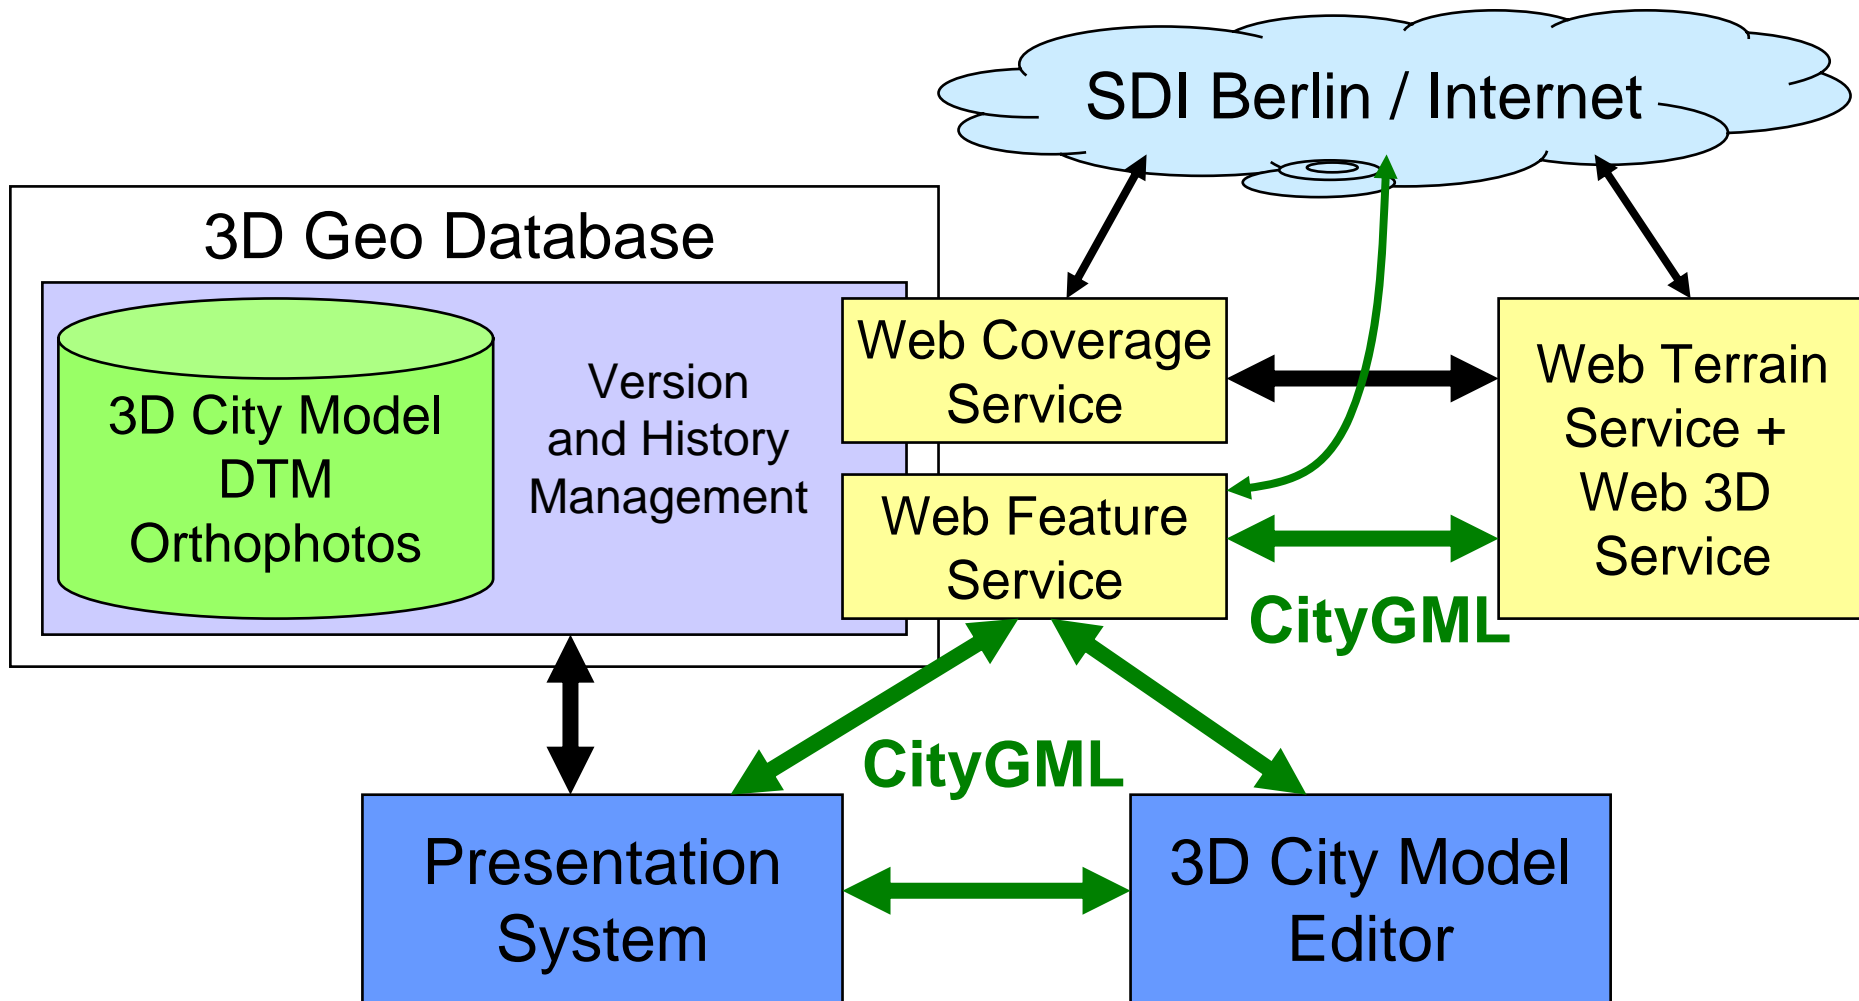 SDI Berlin / Internet
3D Geo Database
3D City Model
DTM
Orthophotos
Version
and History
Management
Web Coverage
Service
Web Feature
Service
Web Terrain
Service +
Web 3D
Service
CityGML
CityGML
Presentation
System
3D City Model
Editor